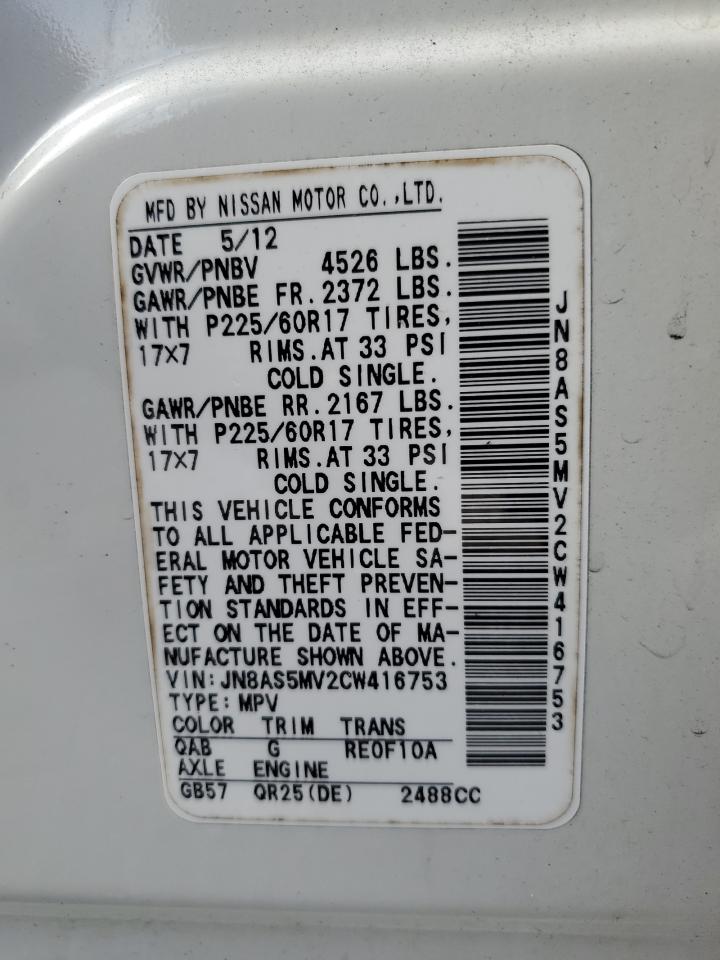 MFD BY NISSAN MOTOR CO.,LTD.
DATE 5/12
GVWR/PNBV 4526 LBS.
GAWR/PNBE FR.2372 LBS.
WITH P225/60R17 TIRES,
17X7 RIMS.AT 33 PSI
COLD SINGLE.
GAWR/PNBE RR.2167 LBS.
WITH P225/60R17 TIRES,
17X7 RIMS.AT 33 PSI
COLD SINGLE.
THIS VEHICLE CONFORMS
TO ALL APPLICABLE FED-
ERAL MOTOR VEHICLE SA-
FETY AND THEFT PREVEN-
TION STANDARDS IN EFF-
ECT ON THE DATE OF MA-
NUFACTURE SHOWN ABOVE.
VIN:JN8AS5MV2CW416753
TYPE:MPV
COLOR TRIM TRANS
QAB G RE0F10A
AXLE ENGINE
GB57 QR25(DE) 2488CC
JN8AS5MV2CW416753